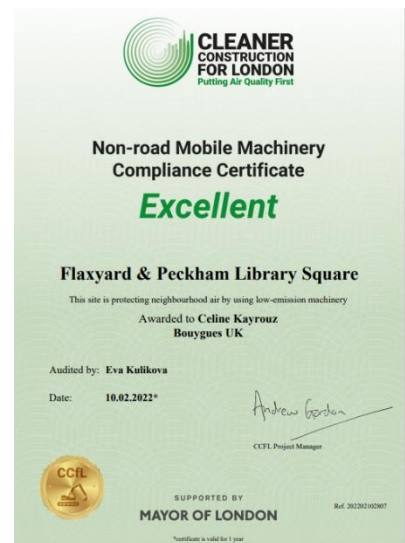 CLEANER
CONSTRUCTION
FOR LONDON
Putting Air Quality First
Non-road Mobile Machinery
Compliance Certificate
Excellent
Flaxyard & Peckham Library Square
This site is protecting neighbourhood air by using low-emission machinery
Awarded to Celine Kayrouz
Bouygues UK
Audited by: Eva Kulikova
Date: 10.02.2022*
Andrew Gordon
CCFL Project Manager
CCfL
SUPPORTED BY
MAYOR OF LONDON
Ref. 202202102807
*certificate is valid for 1 year